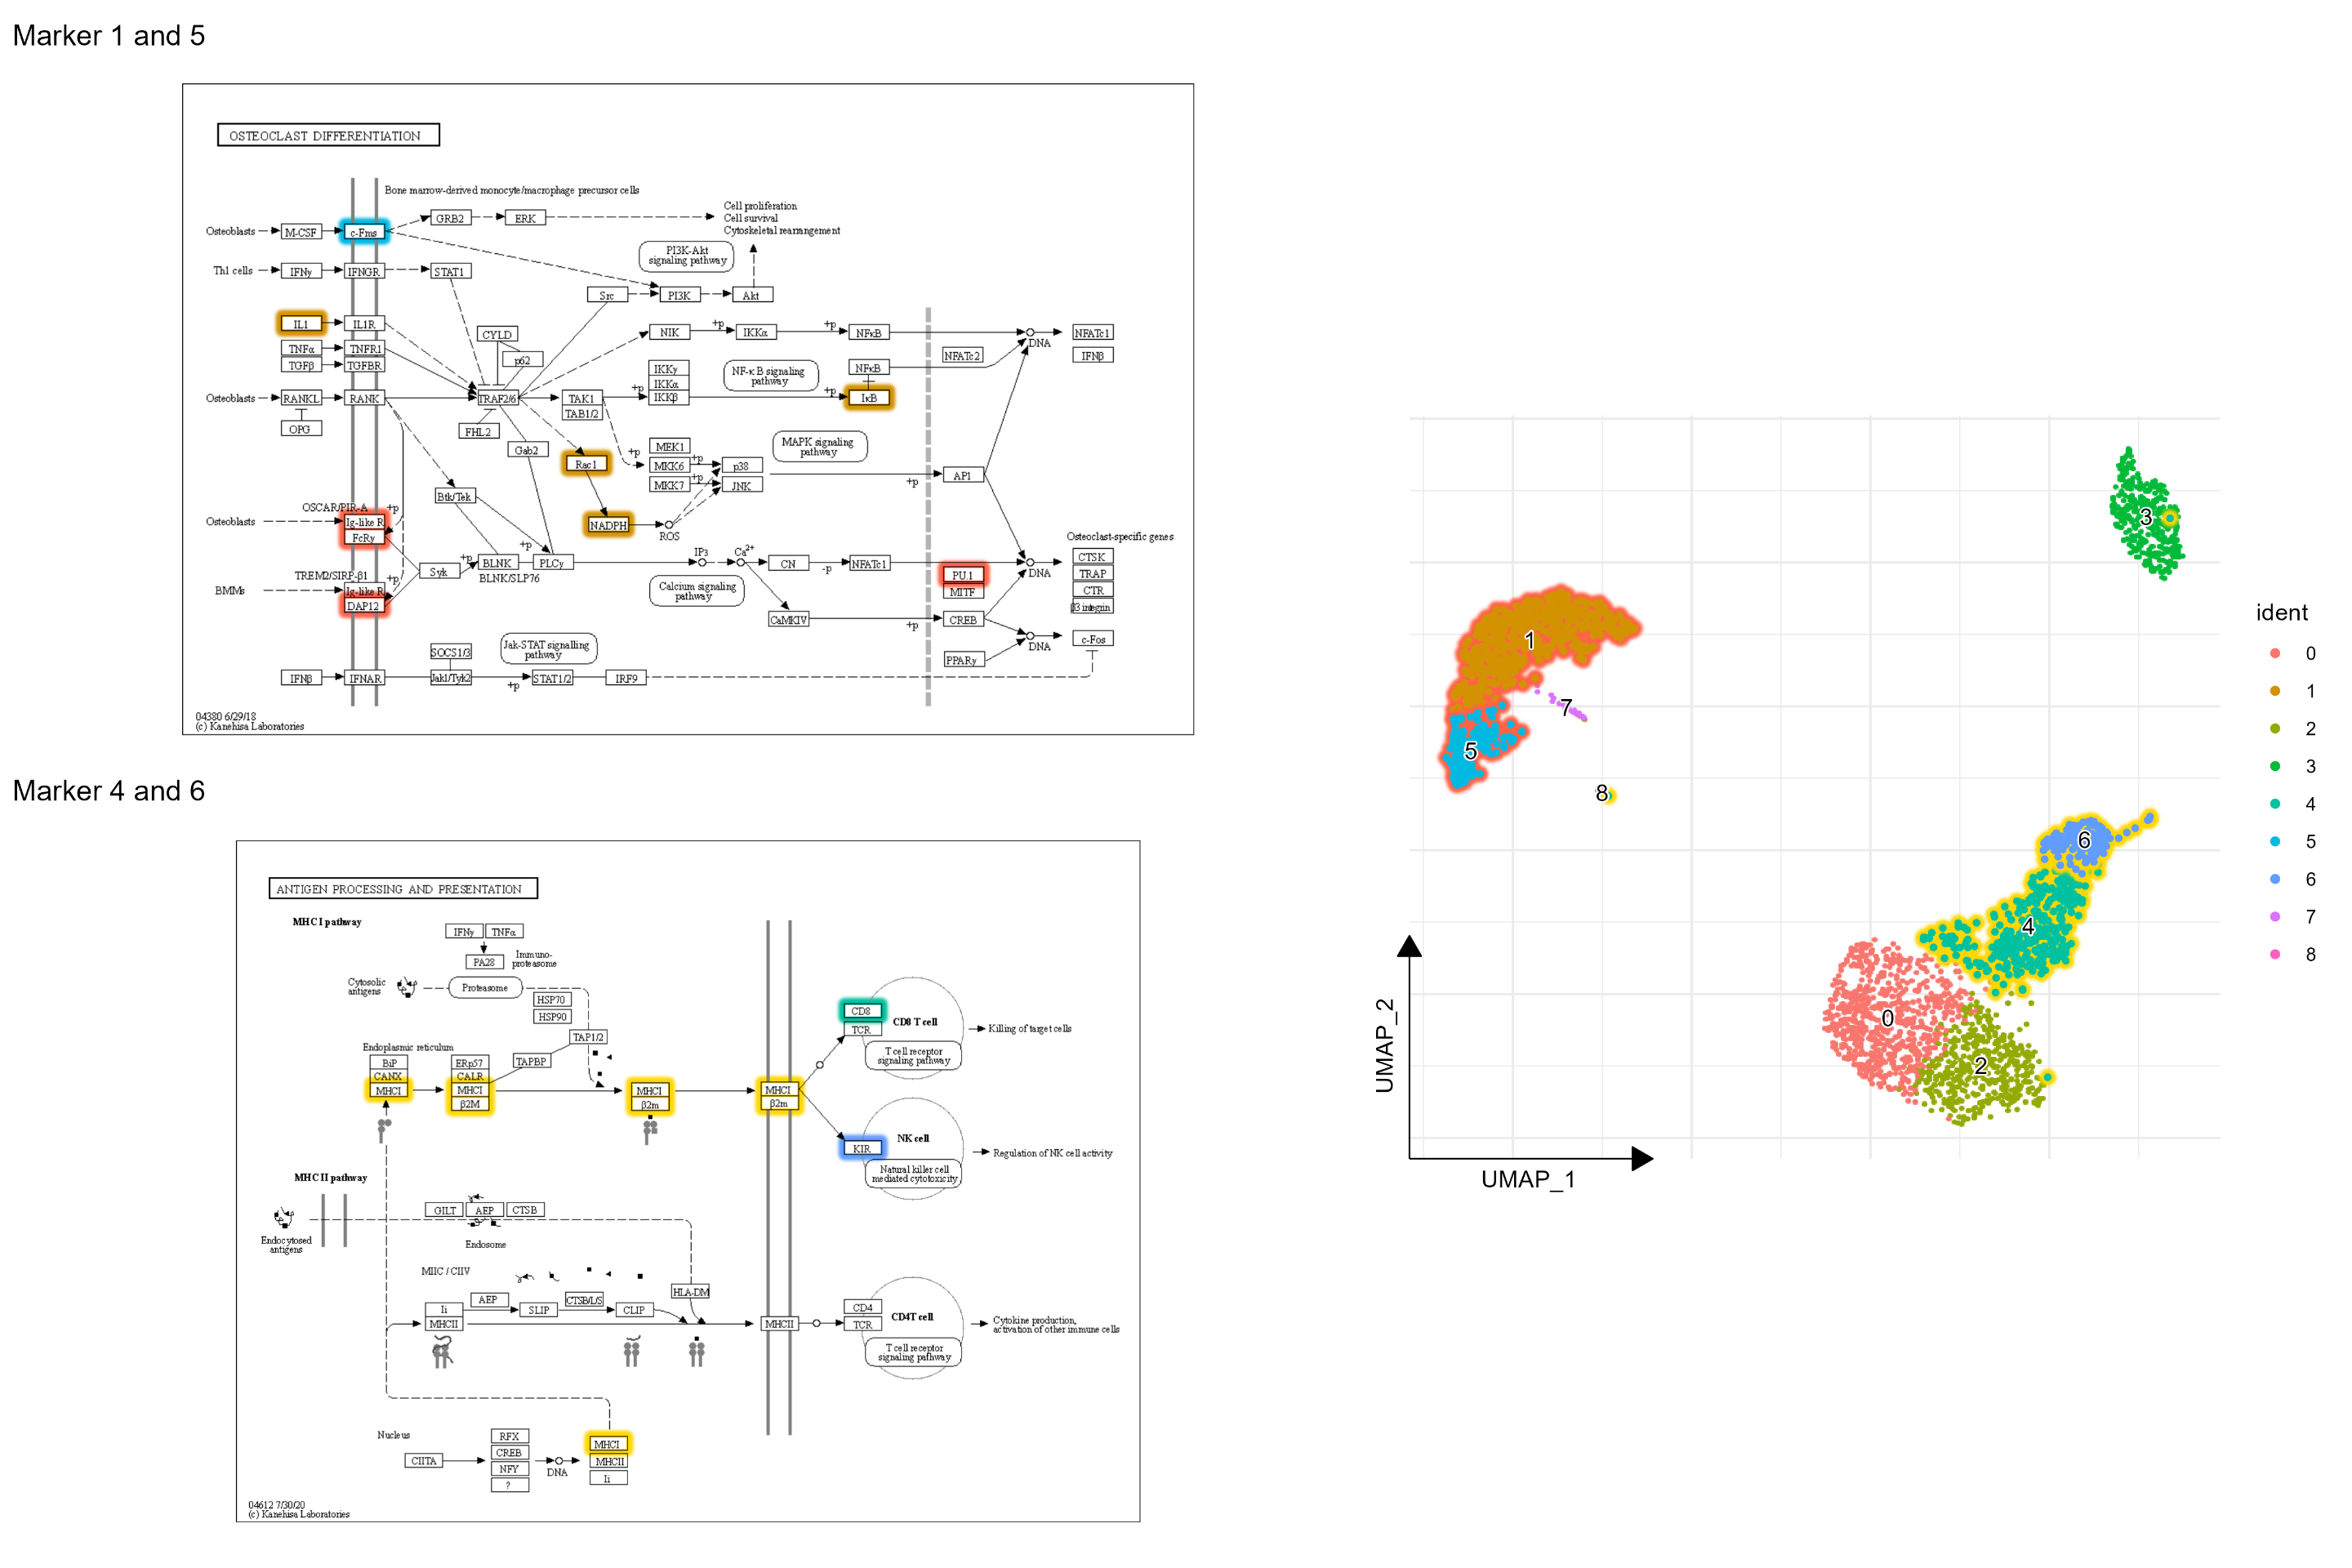 Marker 1 and 5
OSTEOCLAST DIFFERENTIATION
Bone marrow-derived monocyte/macrophage precursor cells
Osteoblasts
M-CSF
c-Fms
GRB2
ERK
Cell proliferation
Cell survival
Cytoskeletal rearrangement
PI3K-Akt
signaling pathway
Th1 cells
IFNγ
IFNGR
STAT1
Src
PI3K
Akt
IL1
IL1R
TNFα
TNFR1
TGFβ
TGFBR
CYLD
p62
NIK
+p
IKKα
+p
NFκB
DNA
NFATc1
IFNβ
NFATc2
IKKγ
IKKα
IKKβ
NF-κ B signaling
pathway
NFκB
+p
IκB
Osteoblasts
RANKL
RANK
OPG
TRAF2/6
FHL2
Gab2
TAK1
TAB1/2
+p
Rac1
+p
MEK1
MKK6
MKK7
+p
+p
p38
JNK
MAPK signaling
pathway
+p
AP1
Btk/Tek
NADPH
ROS
OSCAR/PIR-A
+p
Osteoblasts
Ig-like R
FcRγ
TREM2/SIRP-β1
+p
BMMs
Ig-like R
DAP12
Syk
+p
BLNK
BLNK/SLP76
+p
PLCγ
IP3
Ca2+
CN
-p
NFATc1
Calcium signaling
pathway
CaMKIV
+p
CREB
PU.1
MITF
DNA
Osteoclast-specific genes
CTSK
TRAP
CTR
β3 integrin
PPARγ
DNA
c-Fos
IFNβ
IFNAR
SOCS1/3
Jak1/Tyk2
Jak-STAT signalling
pathway
+p
STAT1/2
IRF9
04380 6/29/18
(c) Kanehisa Laboratories
Marker 4 and 6
ANTIGEN PROCESSING AND PRESENTATION
MHC I pathway
IFNγ
TNFα
PA28
Immuno-
proteasome
Cytosolic
antigens
Proteasome
HSP70
HSP90
TAP1/2
TAPBP
Endoplasmic reticulum
BiP
CANX
MHCI
ERp57
CALR
MHCI
β2M
MHCI
β2m
MHCI
β2m
CD8
TCR
CD8 T cell
T cell receptor
signaling pathway
Killing of target cells
KIR
NK cell
Natural killer cell
mediated cytotoxicity
Regulation of NK cell activity
MHC II pathway
Endocytosed
antigens
GILT
AEP
CTSB
Endosome
MIIC / CIIV
Ii
MHCII
AEP
SLIP
CTSB/L/S
CLIP
HLA-DM
MHCII
CD4
TCR
CD4 T cell
T cell receptor
signaling pathway
Cytokine production,
activation of other immune cells
Nucleus
CIITA
RFX
CREB
NFY
?
DNA
MHCI
MHCII
Ii
04612 7/30/20
(c) Kanehisa Laboratories
3
1
7
5
8
6
4
0
2
UMAP_2
UMAP_1
ident
0
1
2
3
4
5
6
7
8